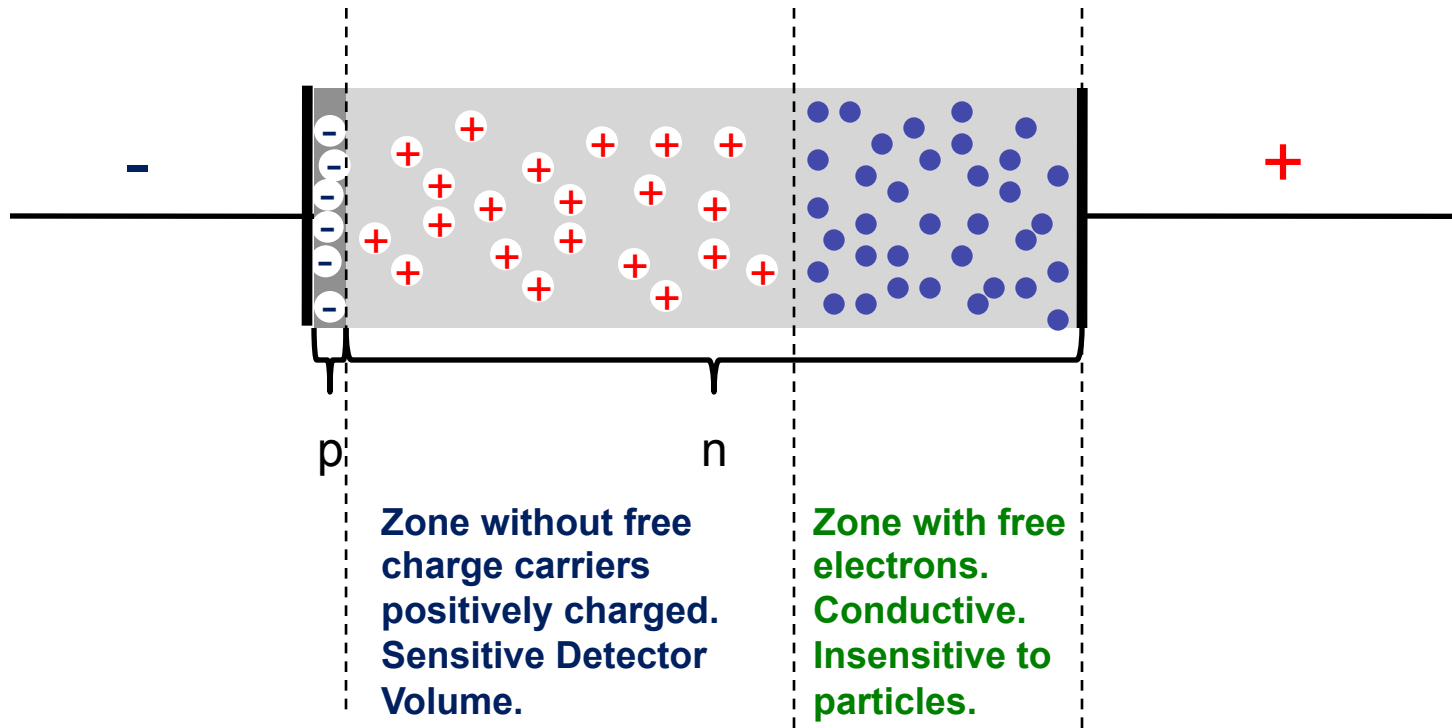 -
+
p
n
Zone without free
charge carriers
positively charged.
Sensitive Detector
Volume.
Zone with free
electrons.
Conductive.
Insensitive to
particles.